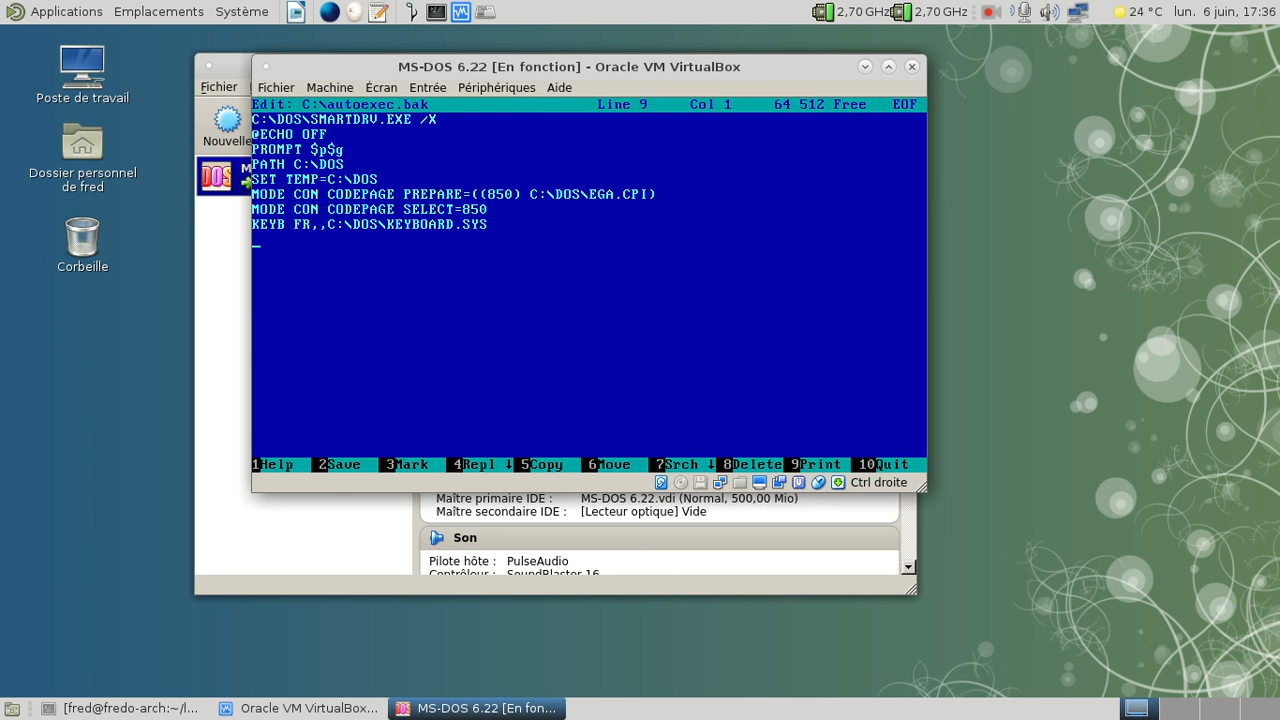 Applications Emplacements Système
2,70 GHz 2,70 GHz 24 °C lun. 6 juin, 17:36
Poste de travail
Dossier personnel
de fred
Corbeille
Fichier
Nouvelle
DOS
MS-DOS 6.22 [En fonction] - Oracle VM VirtualBox
Fichier Machine Écran Entrée Périphériques Aide
Edit: C:\autoexec.bak Line 9 Col 1 64 512 Free EOF
C:\DOS\SMARTDRV.EXE /X
@ECHO OFF
PROMPT $p$g
PATH C:\DOS
SET TEMP=C:\DOS
MODE CON CODEPAGE PREPARE=((850) C:\DOS\EGA.CPI)
MODE CON CODEPAGE SELECT=850
KEYB FR,,C:\DOS\KEYBOARD.SYS
1Help 2Save 3Mark 4Repl ↓ 5Copy 6Move 7Srch ↓ 8Delete 9Print 10Quit
Ctrl droite
Maître primaire IDE : MS-DOS 6.22.vdi (Normal, 500,00 Mio)
Maître secondaire IDE : [Lecteur optique] Vide
Son
Pilote hôte : PulseAudio
Contrôleur : SoundBlaster 16
[fred@fredo-arch:~/l... Oracle VM VirtualBox... MS-DOS 6.22 [En fon...